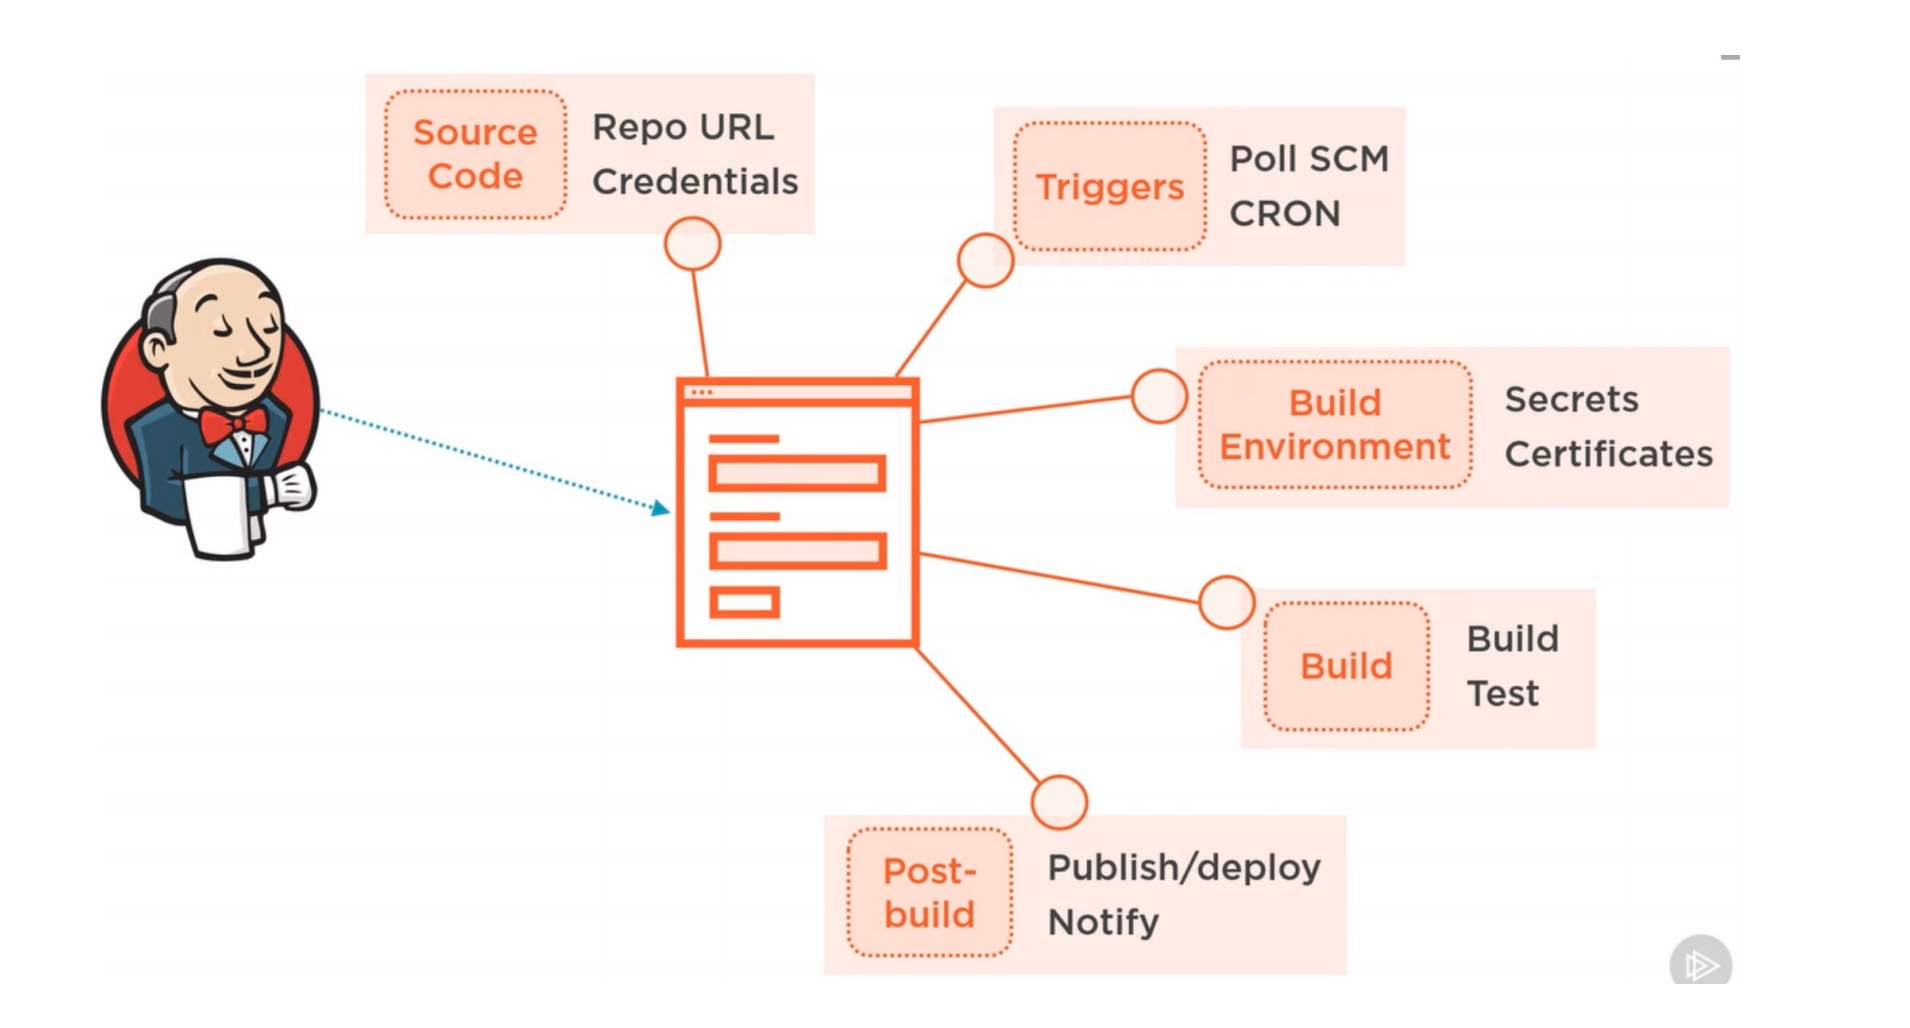 Source
Code
Repo URL
Credentials
Triggers
Poll SCM
CRON
Build
Environment
Secrets
Certificates
Build
Build
Test
Post-
build
Publish/deploy
Notify